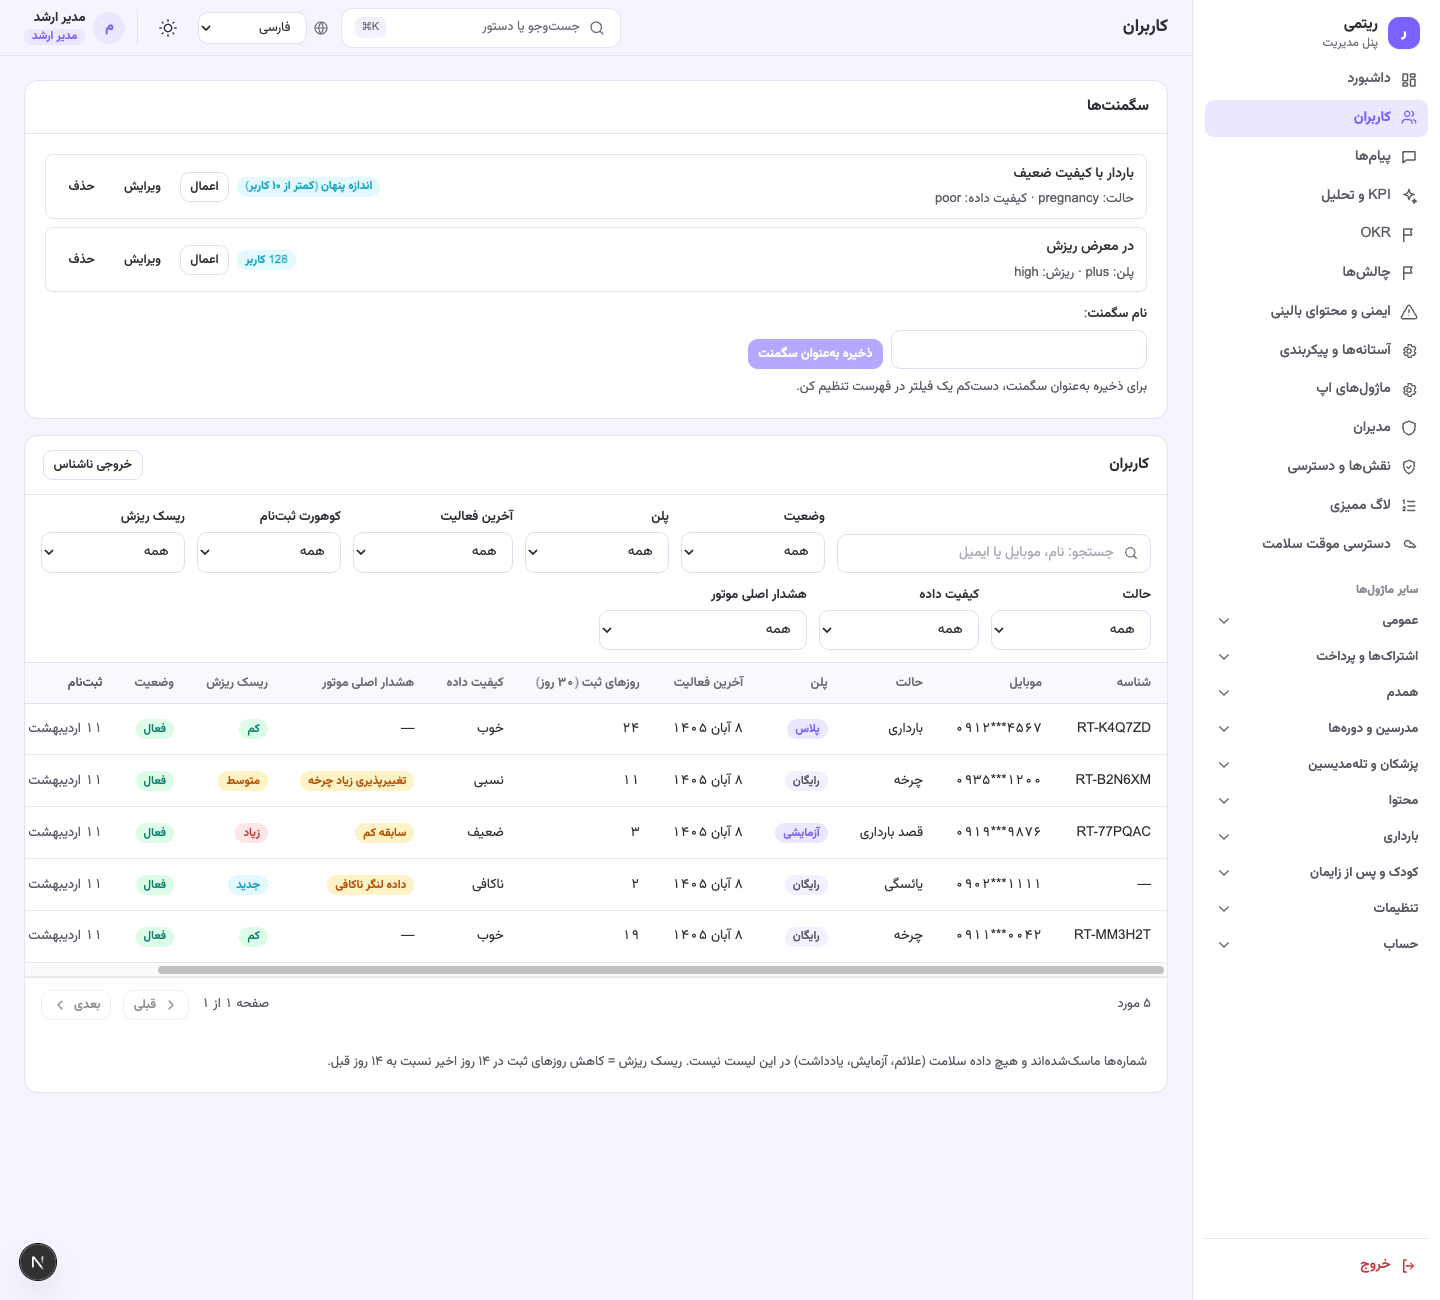 ر
ریتمی
پنل مدیریت
داشبورد
کاربران
پیام‌ها
KPI و تحلیل
OKR
چالش‌ها
ایمنی و محتوای بالینی
آستانه‌ها و پیکربندی
ماژول‌های اپ
مدیران
نقش‌ها و دسترسی
لاگ ممیزی
دسترسی موقت سلامت
سایر ماژول‌ها
عمومی
اشتراک‌ها و پرداخت
همدم
مدرسین و دوره‌ها
پزشکان و تله‌مدیسین
محتوا
بارداری
کودک و پس از زایمان
تنظیمات
حساب
خروج
کاربران
جست‌وجو یا دستور ⌘K
فارسی
م
مدیر ارشد
مدیر ارشد
سگمنت‌ها
باردار با کیفیت ضعیف
حالت: pregnancy · کیفیت داده: poor
اندازه پنهان (کمتر از ۱۰ کاربر) اعمال ویرایش حذف
در معرض ریزش
پلن: plus · ریزش: high
128 کاربر اعمال ویرایش حذف
نام سگمنت:
ذخیره به‌عنوان سگمنت
برای ذخیره به‌عنوان سگمنت، دست‌کم یک فیلتر در فهرست تنظیم کن.
کاربران خروجی ناشناس
وضعیت پلن آخرین فعالیت کوهورت ثبت‌نام ریسک ریزش
جستجو: نام، موبایل یا ایمیل همه همه همه همه همه
حالت کیفیت داده هشدار اصلی موتور
همه همه همه
شناسه موبایل حالت پلن آخرین فعالیت روزهای ثبت (۳۰ روز) کیفیت داده هشدار اصلی موتور ریسک ریزش وضعیت ثبت‌نام
RT-K4Q7ZD ۰۹۱۲***۴۵۶۷ بارداری پلاس ۸ آبان ۱۴۰۵ ۲۴ خوب — کم فعال ۱۱ اردیبهشت
RT-B2N6XM ۰۹۳۵***۱۲۰۰ چرخه رایگان ۸ آبان ۱۴۰۵ ۱۱ نسبی تغییرپذیری زیاد چرخه متوسط فعال ۱۱ اردیبهشت
RT-77PQAC ۰۹۱۹***۹۸۷۶ قصد بارداری آزمایشی ۸ آبان ۱۴۰۵ ۳ ضعیف سابقه کم زیاد فعال ۱۱ اردیبهشت
— ۰۹۰۲***۱۱۱۱ یائسگی رایگان ۸ آبان ۱۴۰۵ ۲ ناکافی داده لنگر ناکافی جدید فعال ۱۱ اردیبهشت
RT-MM3H2T ۰۹۱۱***۰۰۴۲ چرخه رایگان ۸ آبان ۱۴۰۵ ۱۹ خوب — کم فعال ۱۱ اردیبهشت
۵ مورد صفحه ۱ از ۱ قبلی بعدی
شماره‌ها ماسک‌شده‌اند و هیچ داده سلامت (علائم، آزمایش، یادداشت) در این لیست نیست. ریسک ریزش = کاهش روزهای ثبت در ۱۴ روز اخیر نسبت به ۱۴ روز قبل.
N